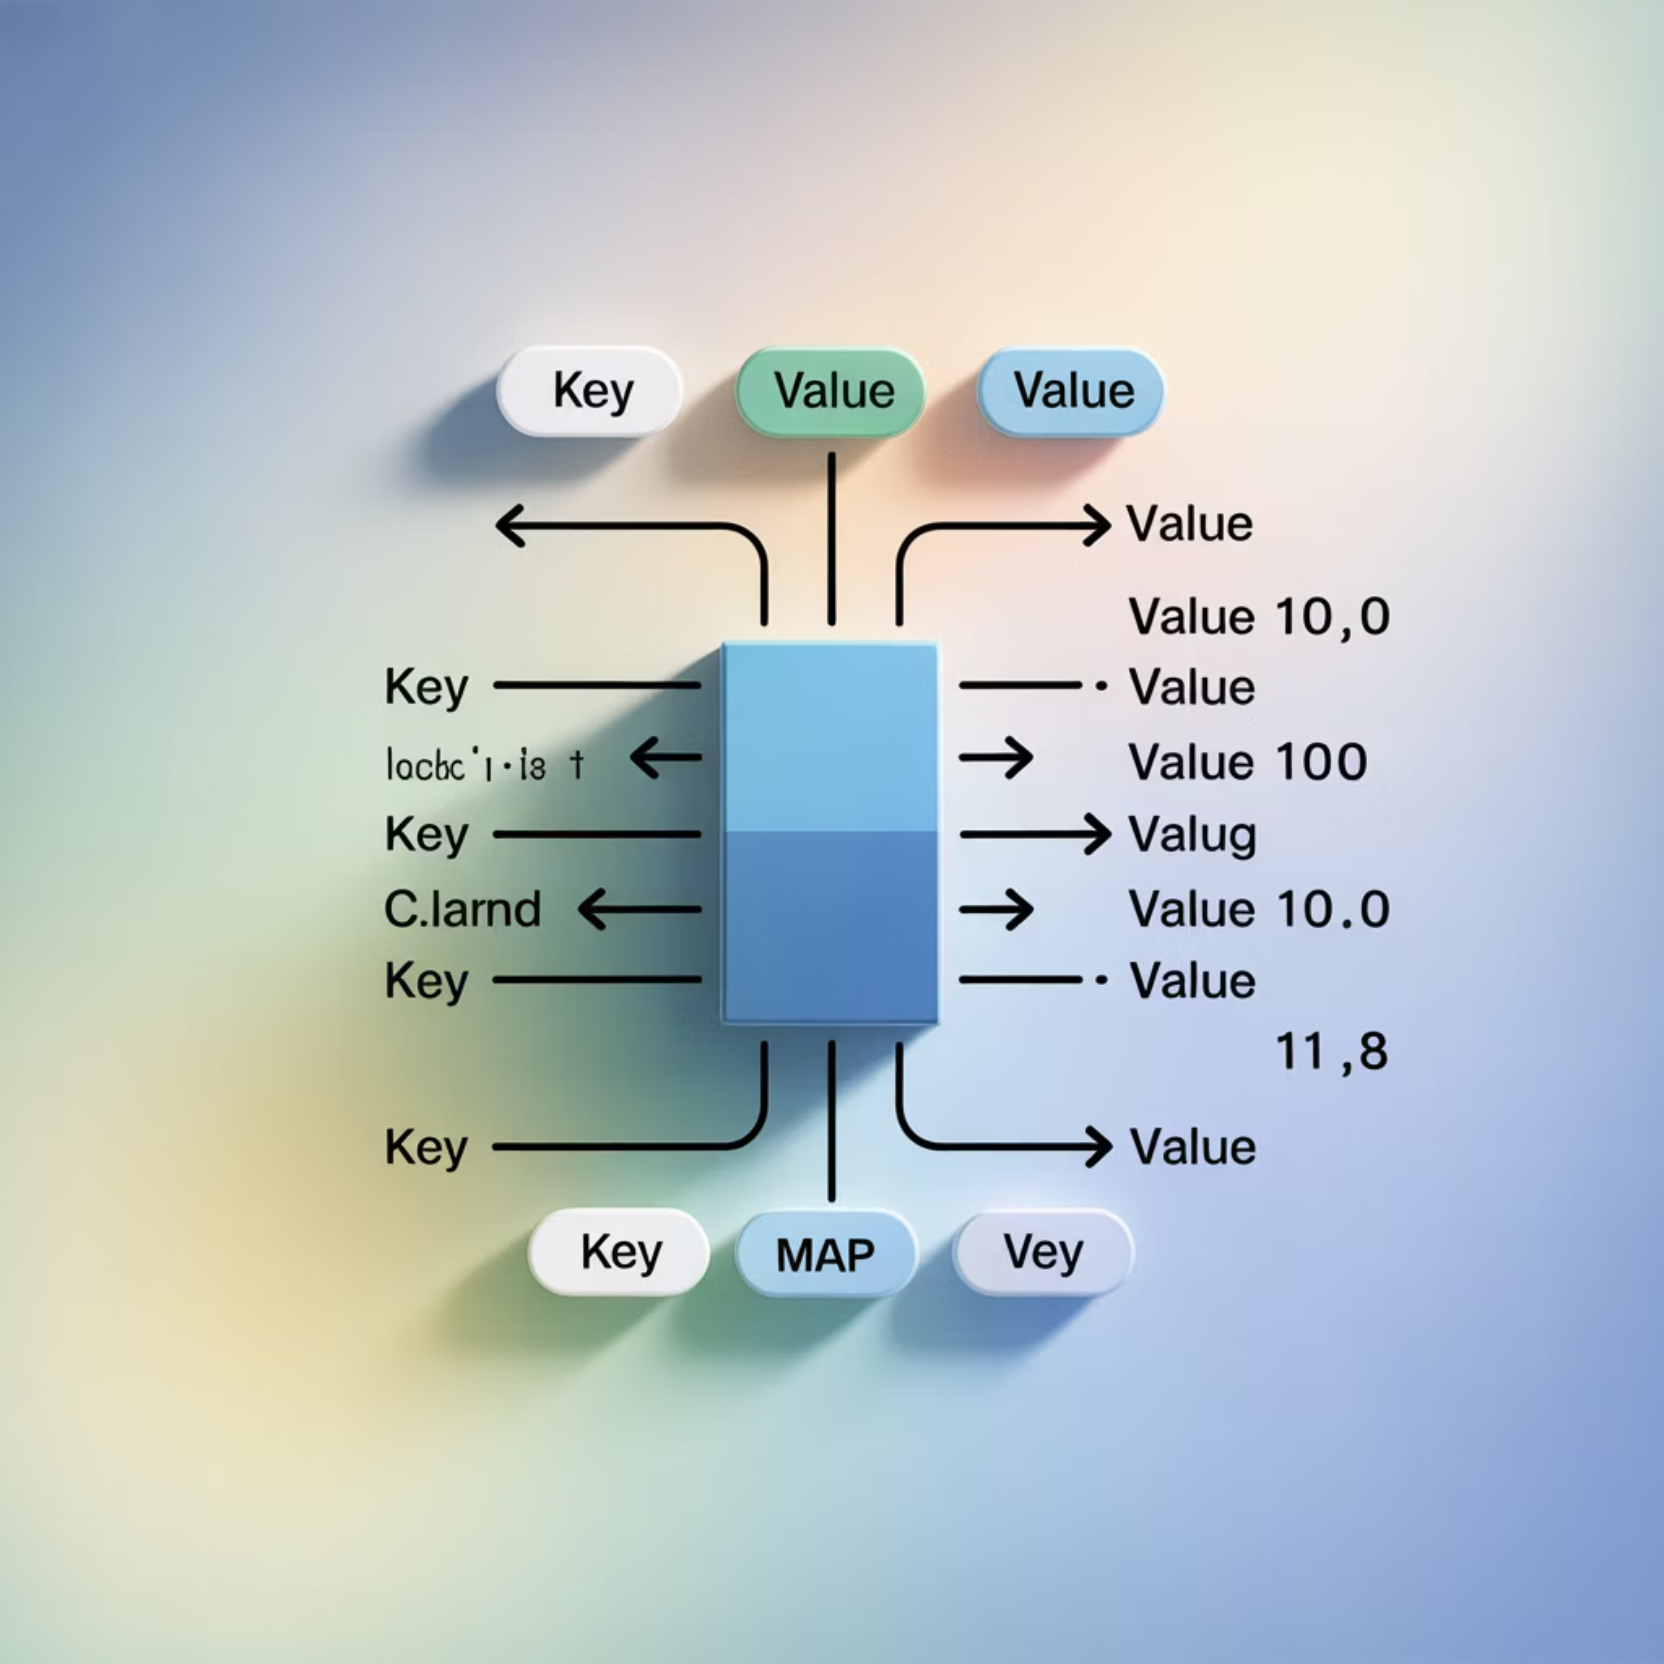 Key Value Value
Value
Value 10,0
Key Value
Value 100
Key Valug
C.larnd Value 10.0
Key Value
11,8
Key Value
Key MAP Vey